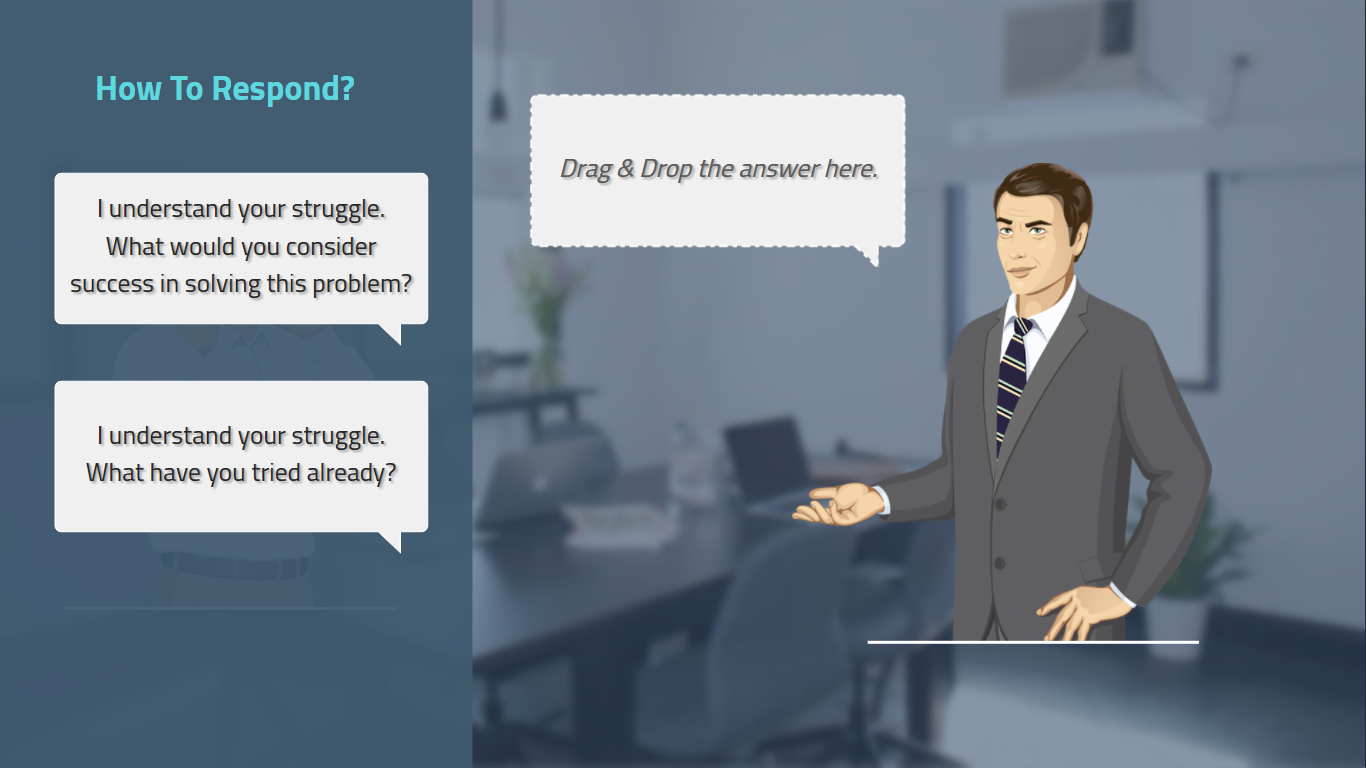 How To Respond?
I understand your struggle.
What would you consider
success in solving this problem?
I understand your struggle.
What have you tried already?
Drag & Drop the answer here.